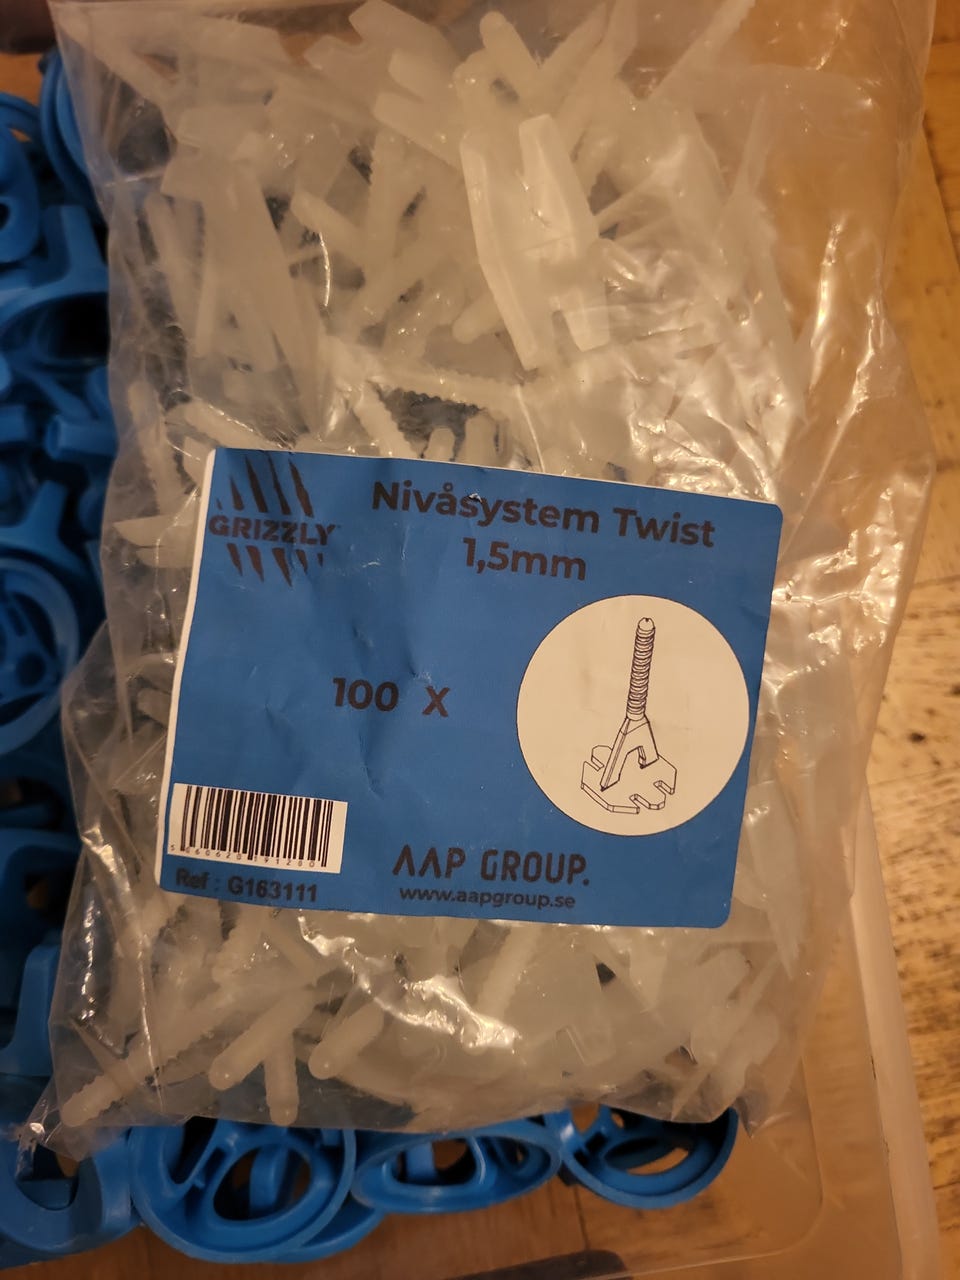 GRIZZLY
Nivåsystem Twist
1,5mm
100 X
Ref : G163111
AAP GROUP.
www.aapgroup.se